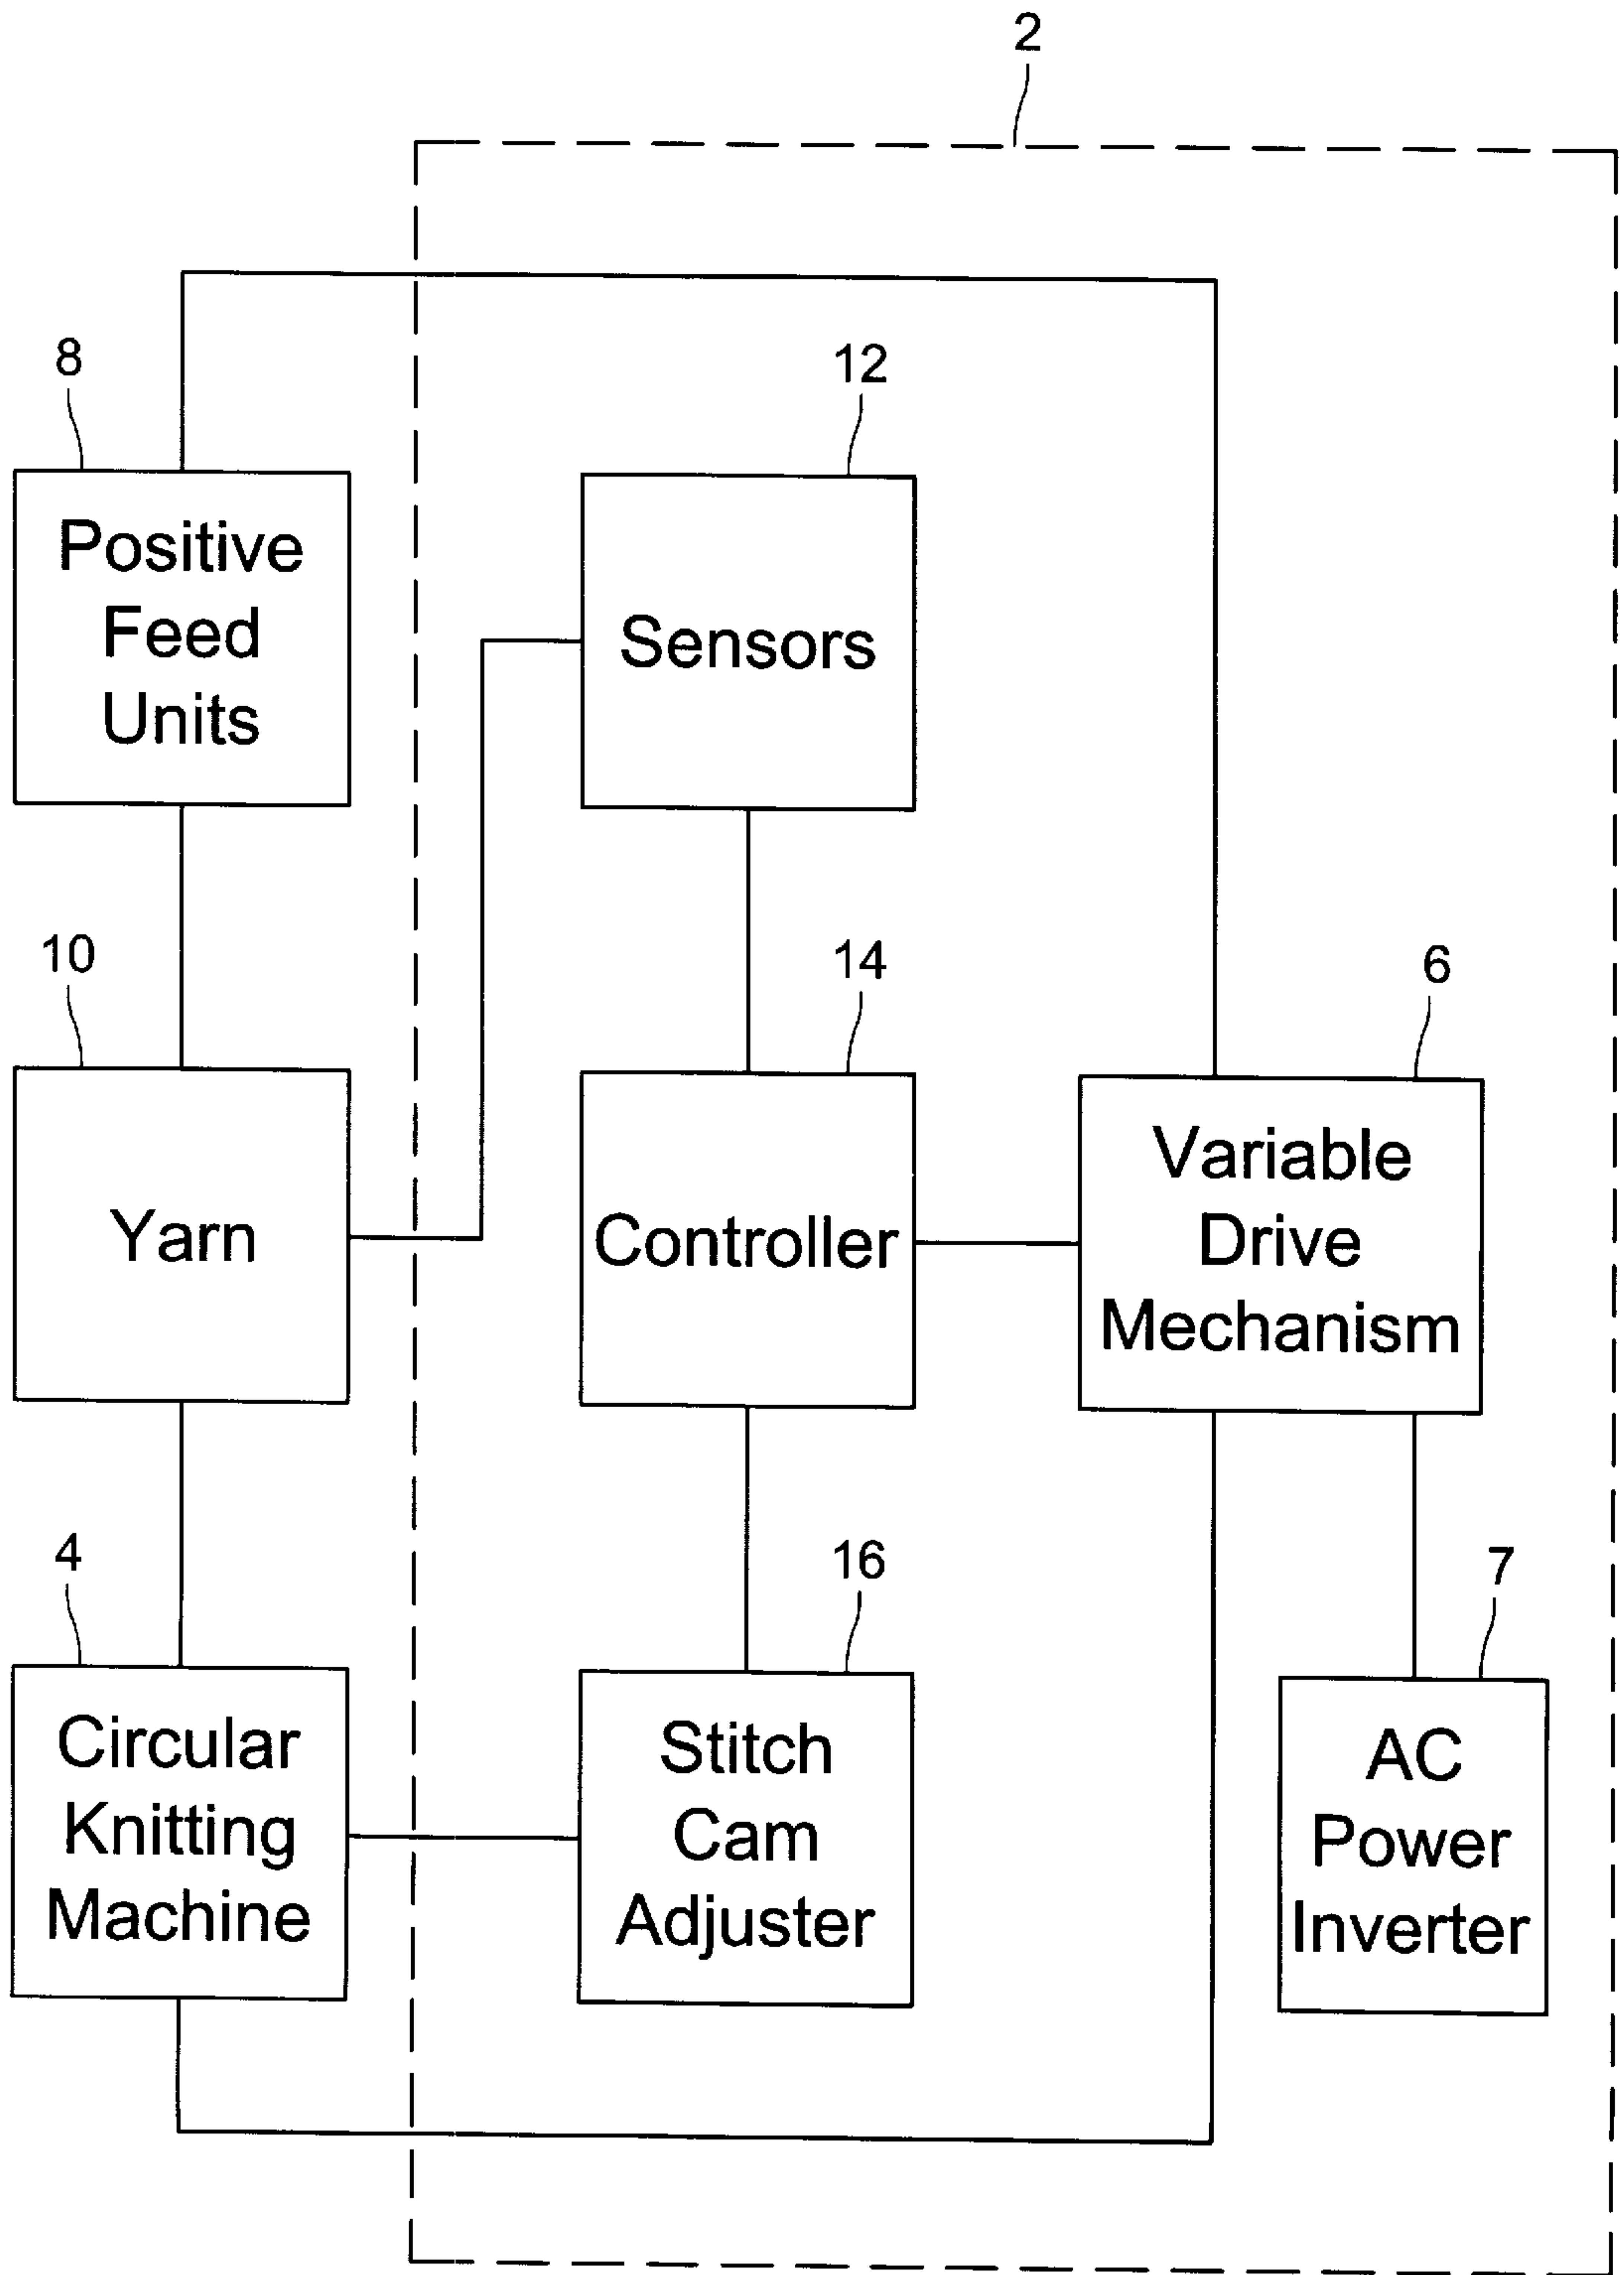 2
8
Positive
Feed
Units
12
Sensors
10
Yarn
14
Controller
6
Variable
Drive
Mechanism
4
Circular
Knitting
Machine
16
Stitch
Cam
Adjuster
7
AC
Power
Inverter